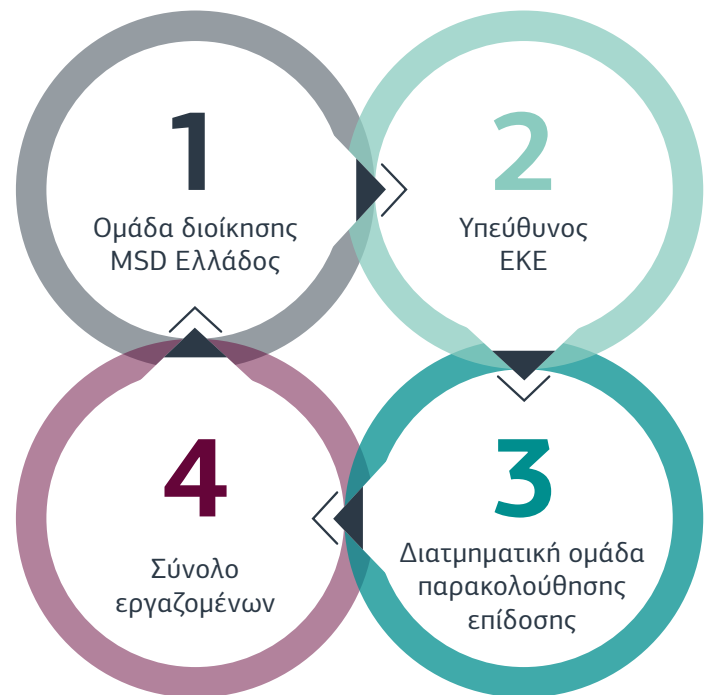 1
Ομάδα διοίκησης
MSD Ελλάδος
2
Υπεύθυνος
ΕΚΕ
3
Διατμηματική ομάδα
παρακολούθησης
επίδοσης
4
Σύνολο
εργαζομένων